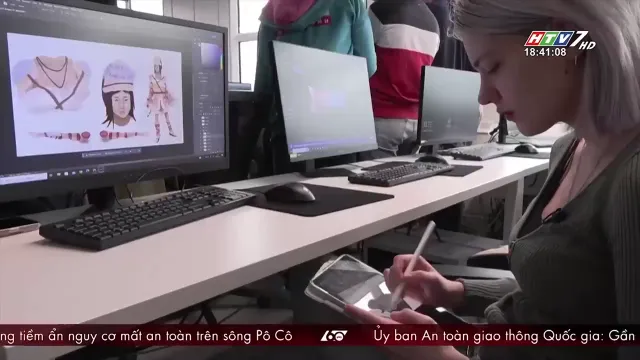 HTV7 HD
18:41:08
ng tiềm ẩn nguy cơ mất an toàn trên sông Pô Cô
60
Ủy ban An toàn giao thông Quốc gia: Gần